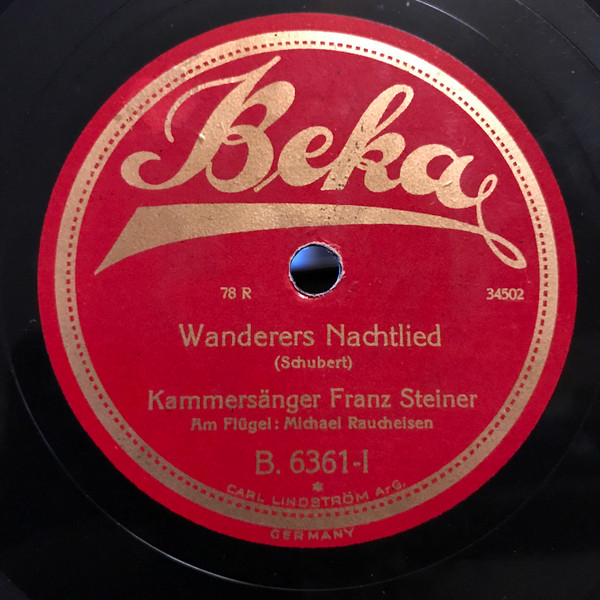 Beka
78 R 34502
Wanderers Nachtlied
(Schubert)
Kammersänger Franz Steiner
Am Flügel: Michael Raucheisen
B. 6361-I
*
CARL LINDSTRÖM A.-G.
GERMANY